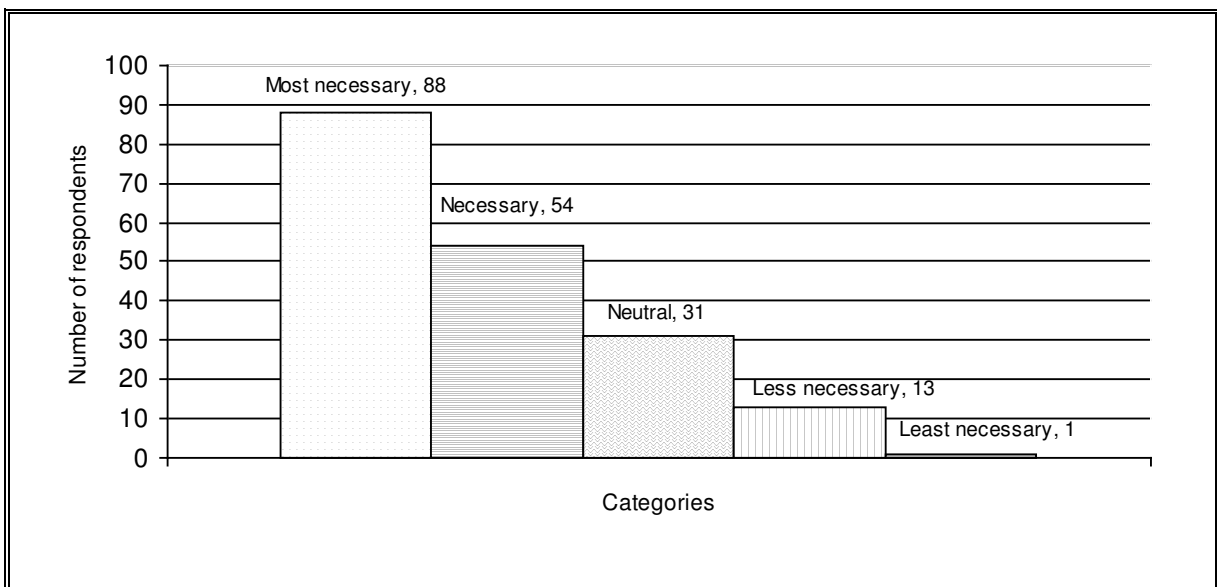 100
90
80
70
60
50
40
30
20
10
0
Number of respondents
Most necessary, 88
Necessary, 54
Neutral, 31
Less necessary, 13
Least necessary, 1
Categories